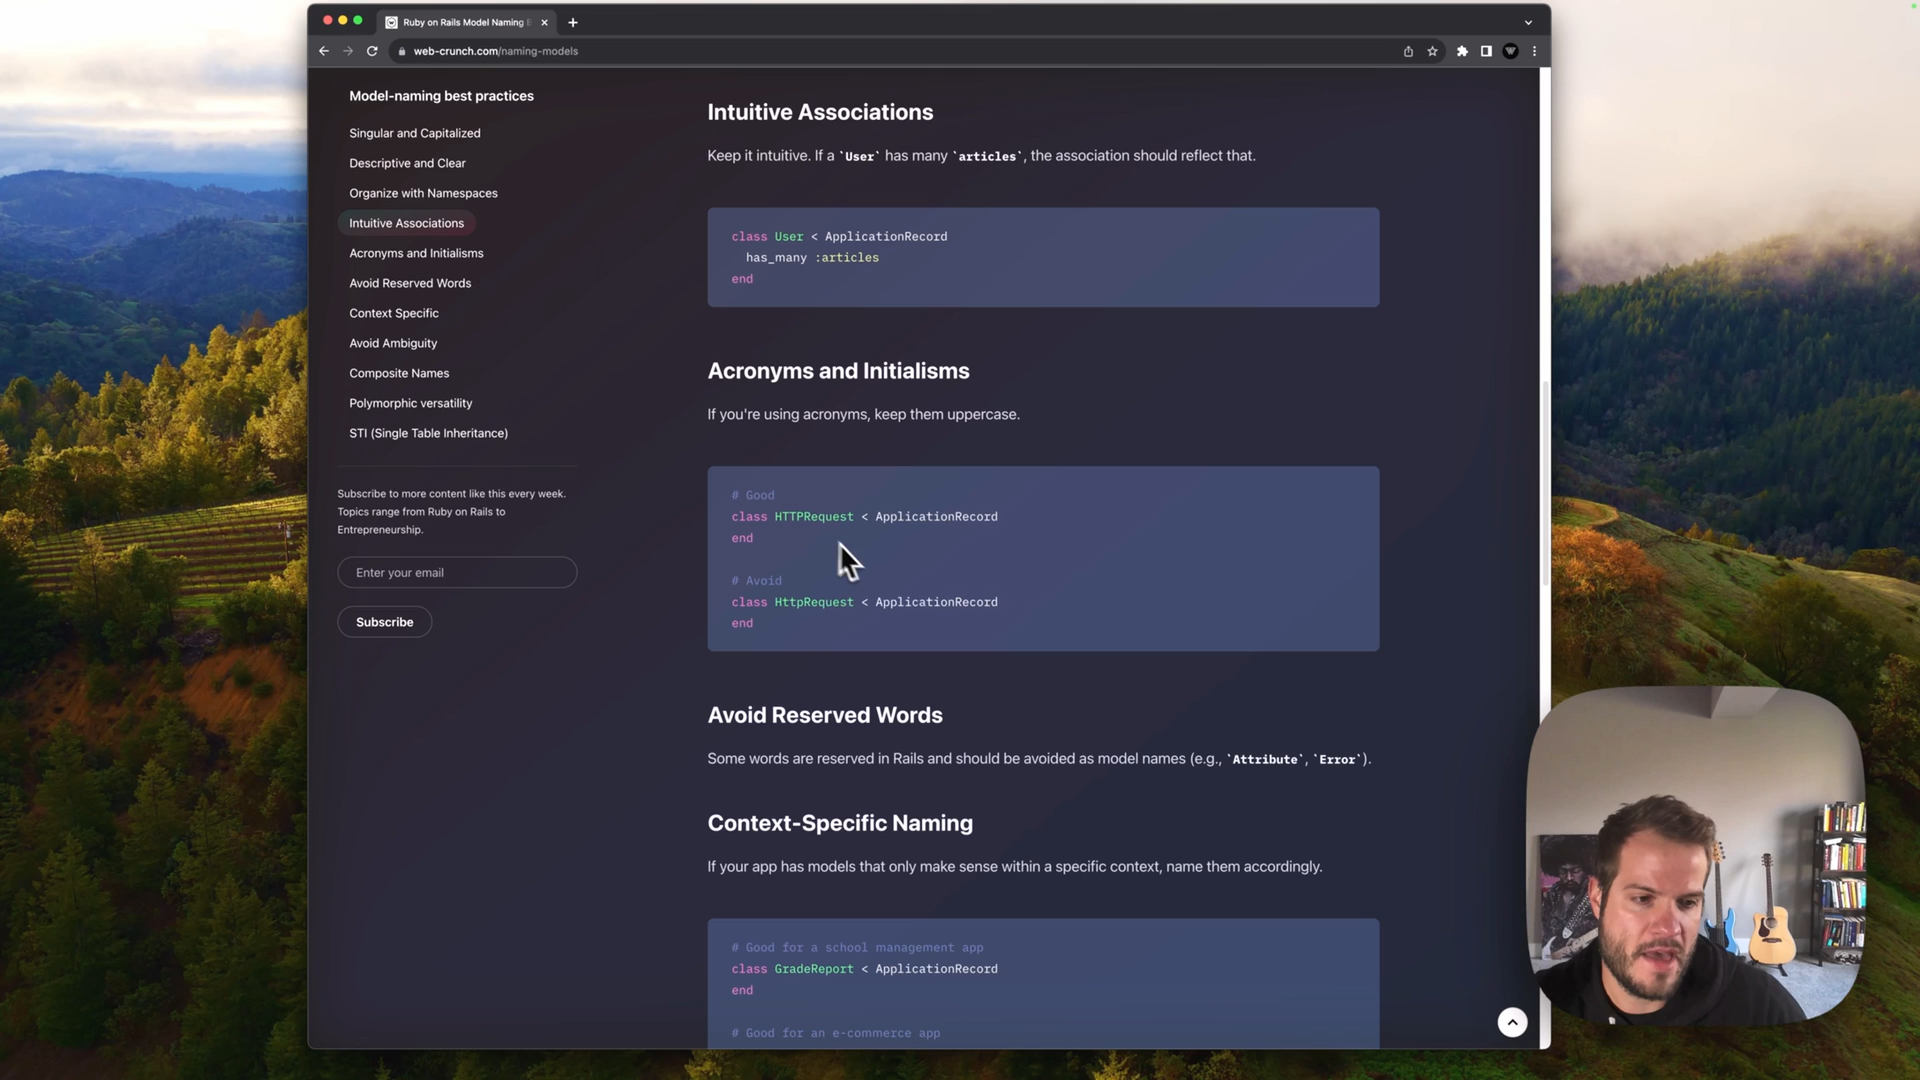 Ruby on Rails Model Naming
web-crunch.com/naming-models
Model-naming best practices
Singular and Capitalized
Descriptive and Clear
Organize with Namespaces
Intuitive Associations
Acronyms and Initialisms
Avoid Reserved Words
Context Specific
Avoid Ambiguity
Composite Names
Polymorphic versatility
STI (Single Table Inheritance)
Subscribe to more content like this every week.
Topics range from Ruby on Rails to
Entrepreneurship.
Enter your email
Subscribe
Intuitive Associations
Keep it intuitive. If a `User` has many `articles`, the association should reflect that.
class User < ApplicationRecord
has_many :articles
end
Acronyms and Initialisms
If you're using acronyms, keep them uppercase.
# Good
class HTTPRequest < ApplicationRecord
end
# Avoid
class HttpRequest < ApplicationRecord
end
Avoid Reserved Words
Some words are reserved in Rails and should be avoided as model names (e.g., `Attribute`, `Error`).
Context-Specific Naming
If your app has models that only make sense within a specific context, name them accordingly.
# Good for a school management app
class GradeReport < ApplicationRecord
end
# Good for an e-commerce app